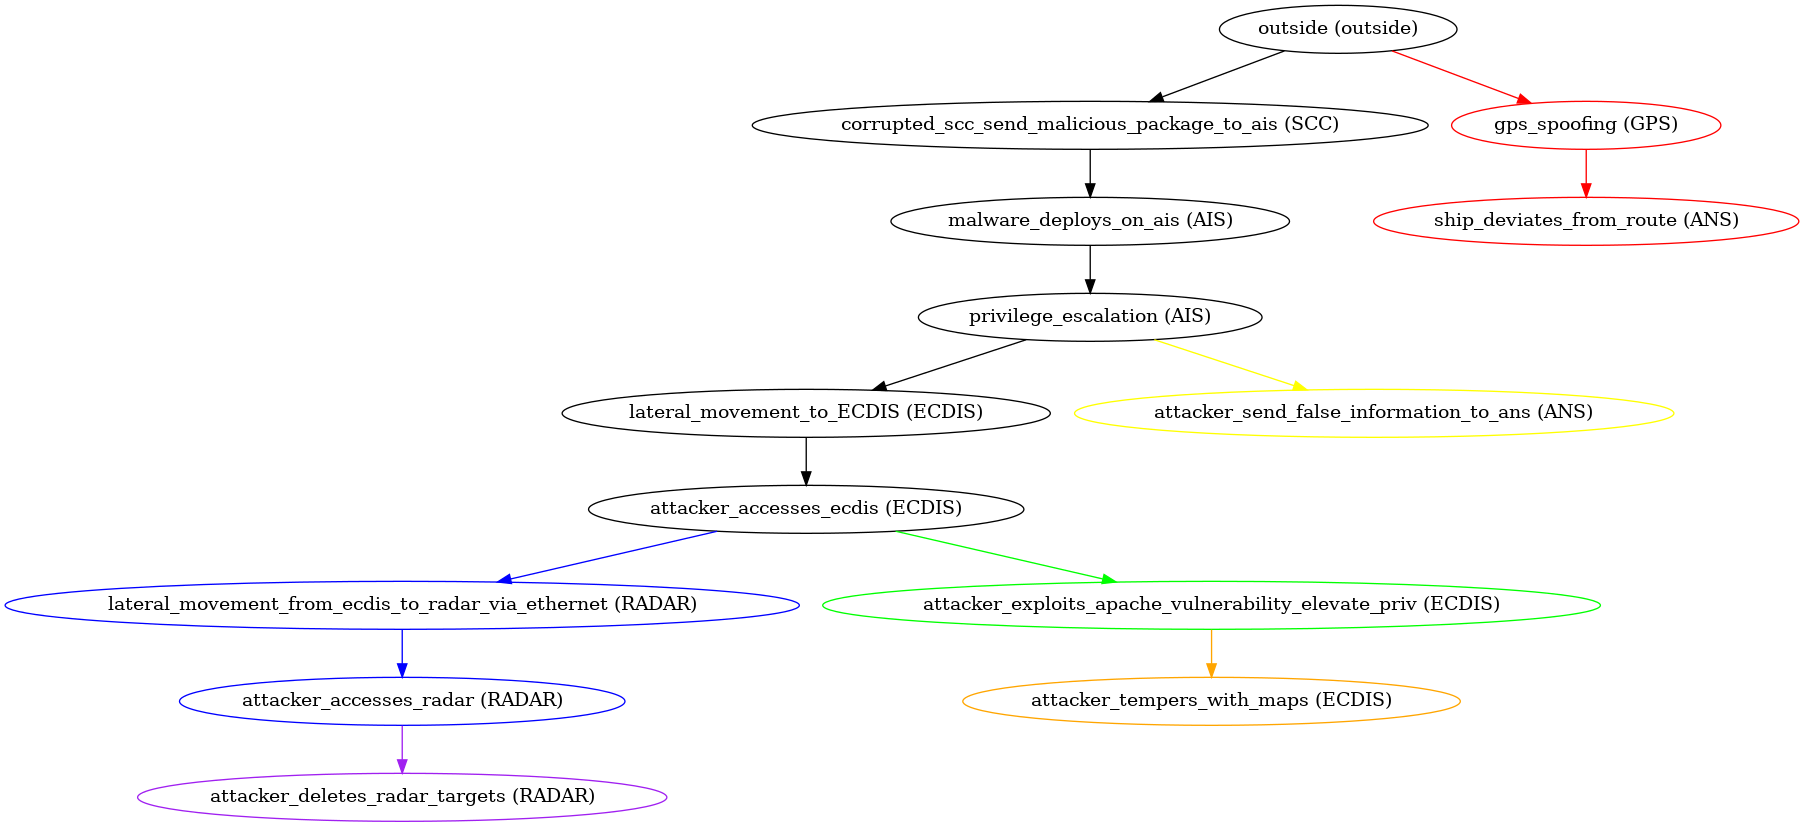 outside (outside)
corrupted_scc_send_malicious_package_to_ais (SCC)
gps_spoofing (GPS)
malware_deploys_on_ais (AIS)
ship_deviates_from_route (ANS)
privilege_escalation (AIS)
lateral_movement_to_ECDIS (ECDIS)
attacker_send_false_information_to_ans (ANS)
attacker_accesses_ecdis (ECDIS)
lateral_movement_from_ecdis_to_radar_via_ethernet (RADAR)
attacker_exploits_apache_vulnerability_elevate_priv (ECDIS)
attacker_accesses_radar (RADAR)
attacker_tempers_with_maps (ECDIS)
attacker_deletes_radar_targets (RADAR)